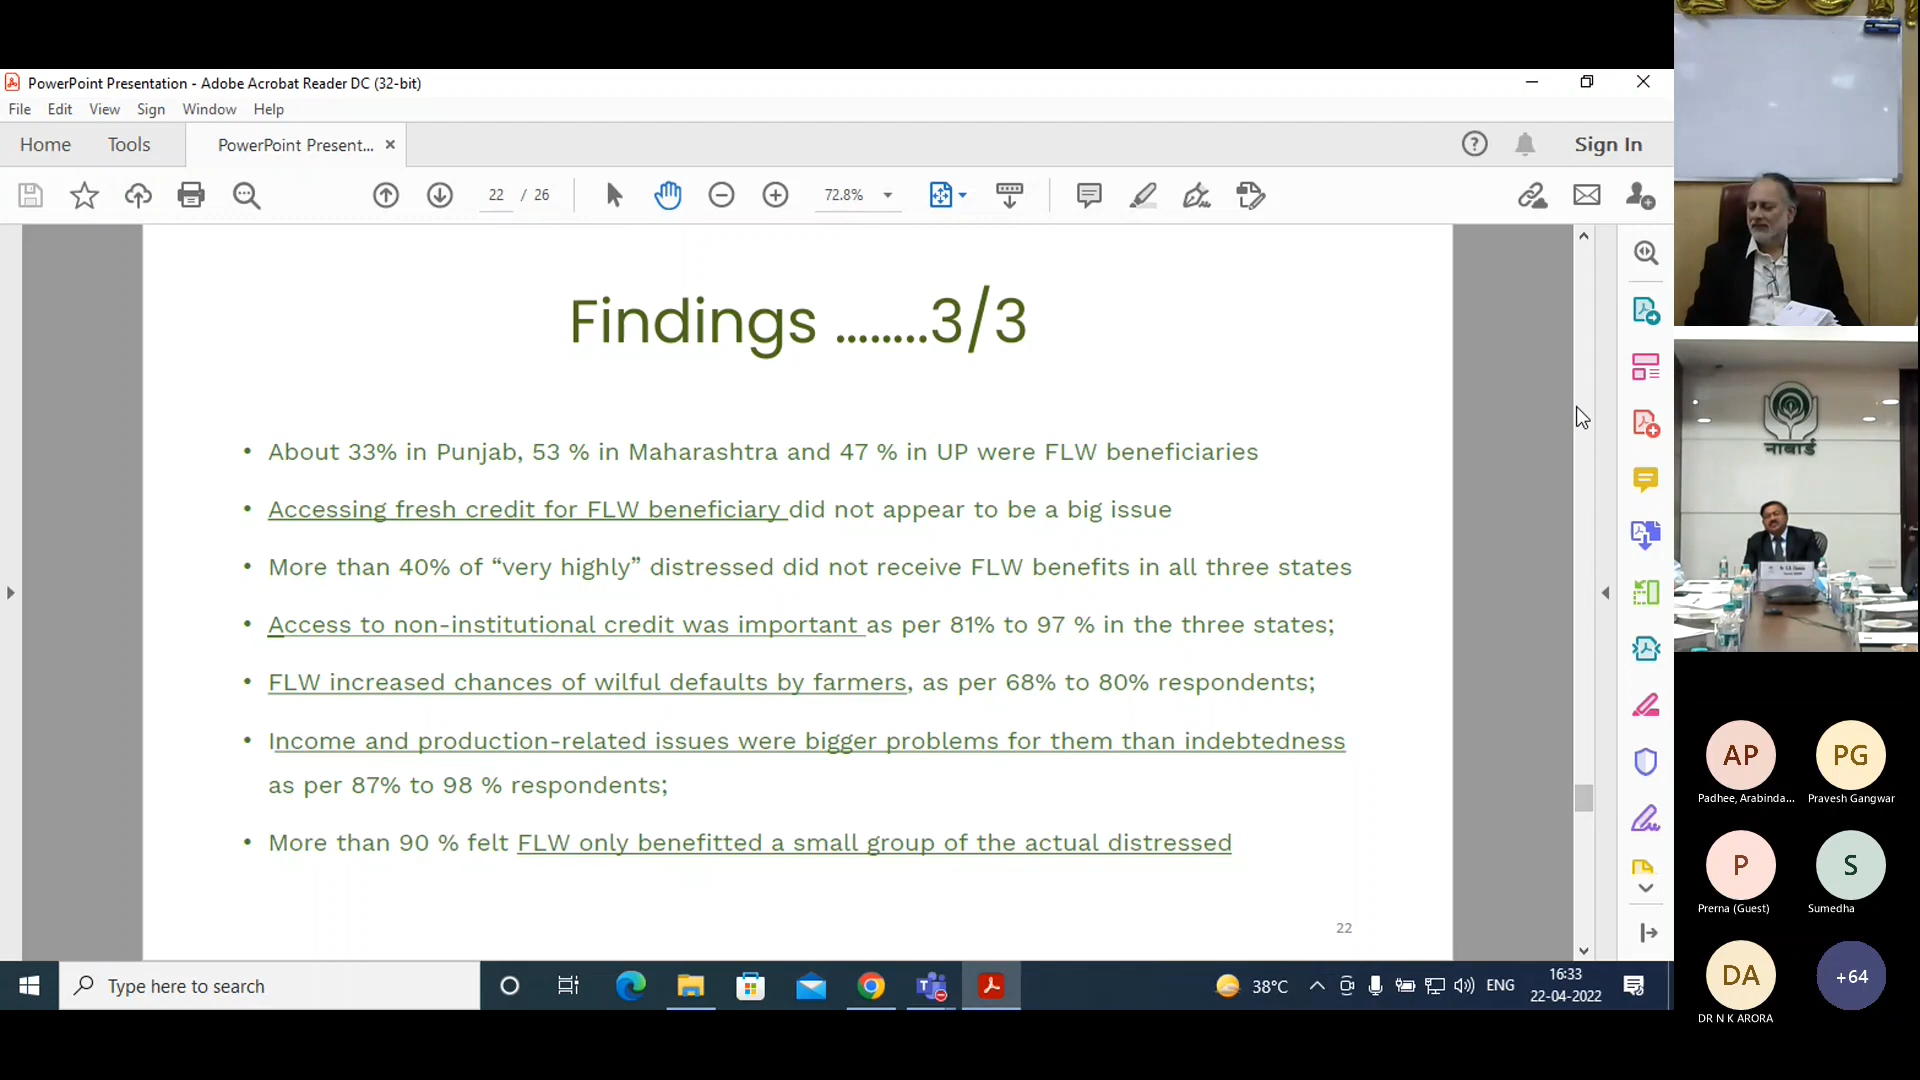 PowerPoint Presentation - Adobe Acrobat Reader DC (32-bit)
File Edit View Sign Window Help
Home Tools PowerPoint Present... Sign In
22 / 26 72.8%
Findings ........3/3
• About 33% in Punjab, 53 % in Maharashtra and 47 % in UP were FLW beneficiaries
• Accessing fresh credit for FLW beneficiary did not appear to be a big issue
• More than 40% of “very highly” distressed did not receive FLW benefits in all three states
• Access to non-institutional credit was important as per 81% to 97 % in the three states;
• FLW increased chances of wilful defaults by farmers, as per 68% to 80% respondents;
• Income and production-related issues were bigger problems for them than indebtedness
as per 87% to 98 % respondents;
• More than 90 % felt FLW only benefitted a small group of the actual distressed
22
Type here to search
38°C ENG
16:33
22-04-2022
नाबार्ड
AP PG
Padhee, Arabinda... Pravesh Gangwar
P S
Prerna (Guest) Sumedha
DA +64
DR N K ARORA